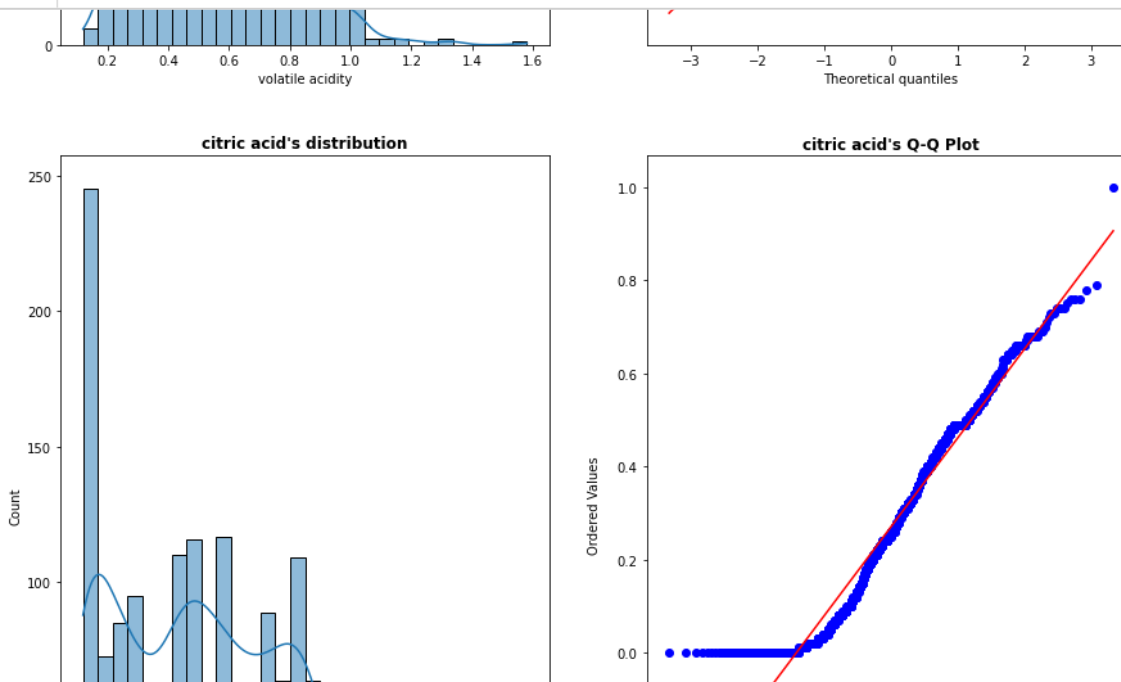 0
0.2 0.4 0.6 0.8 1.0 1.2 1.4 1.6
volatile acidity
−3 −2 −1 0 1 2 3
Theoretical quantiles
citric acid's distribution
250
200
150
100
Count
citric acid's Q-Q Plot
1.0
0.8
0.6
0.4
0.2
0.0
Ordered Values